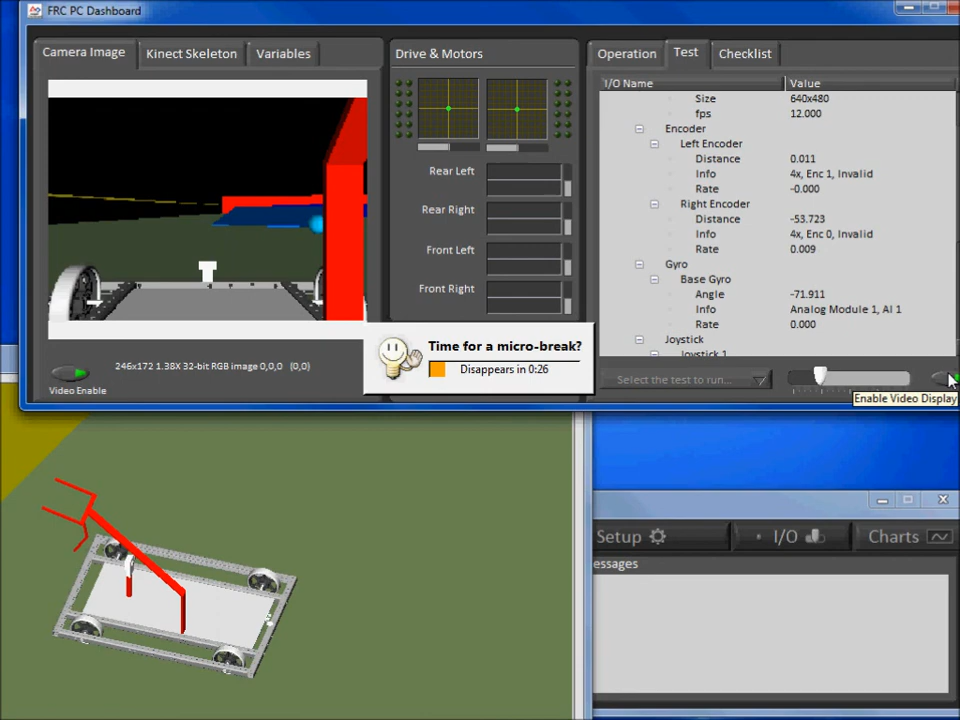 FRC PC Dashboard
Camera Image
Kinect Skeleton
Variables
246x172 1.38X 32-bit RGB image 0,0,0 (0,0)
Video Enable
Drive & Motors
Rear Left
Rear Right
Front Left
Front Right
Time for a micro-break?
Disappears in 0:26
Operation
Test
Checklist
I/O Name Value
Size 640x480
fps 12.000
Encoder
Left Encoder
Distance 0.011
Info 4x, Enc 1, Invalid
Rate -0.000
Right Encoder
Distance -53.723
Info 4x, Enc 0, Invalid
Rate 0.009
Gyro
Base Gyro
Angle -71.911
Info Analog Module 1, AI 1
Rate 0.000
Joystick
Joystick 1
Select the test to run...
Enable Video Display
Setup
I/O
Charts
essages